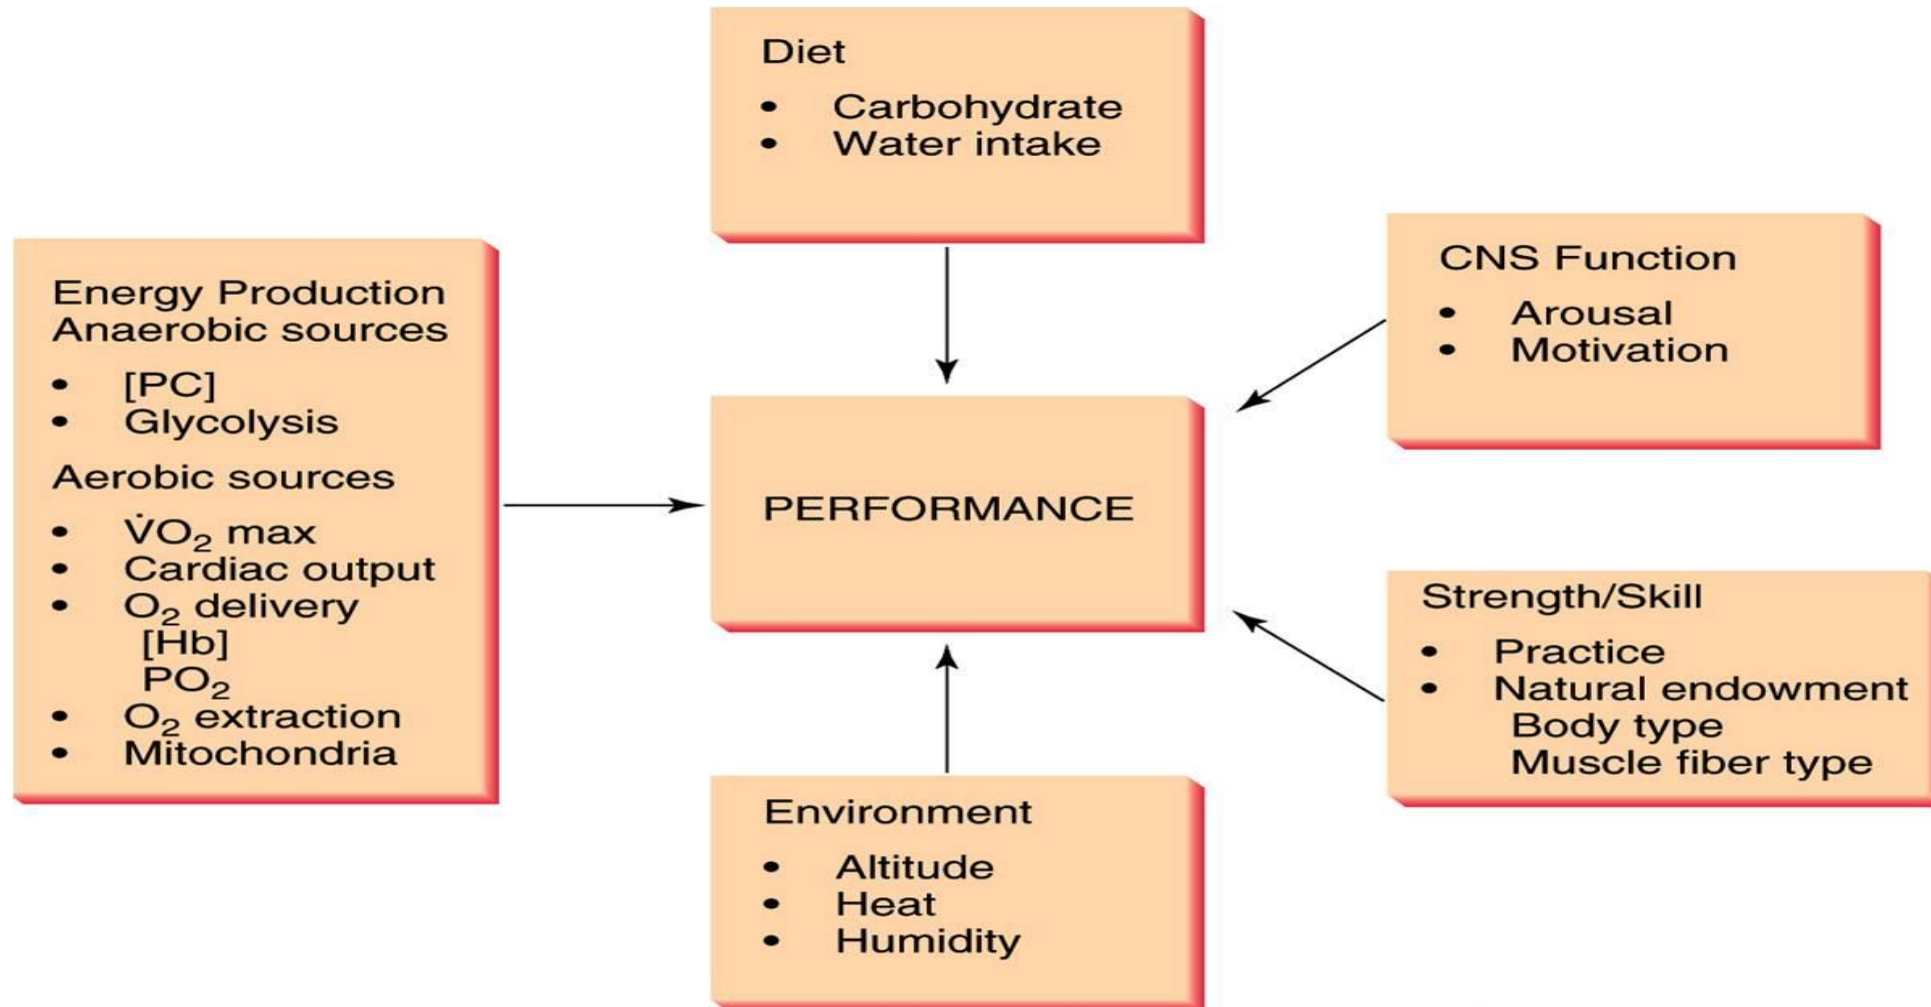 Diet
• Carbohydrate
• Water intake
CNS Function
• Arousal
• Motivation
Energy Production
Anaerobic sources
• [PC]
• Glycolysis
Aerobic sources
• V̇O₂ max
• Cardiac output
• O₂ delivery
[Hb]
PO₂
• O₂ extraction
• Mitochondria
PERFORMANCE
Strength/Skill
• Practice
• Natural endowment
Body type
Muscle fiber type
Environment
• Altitude
• Heat
• Humidity